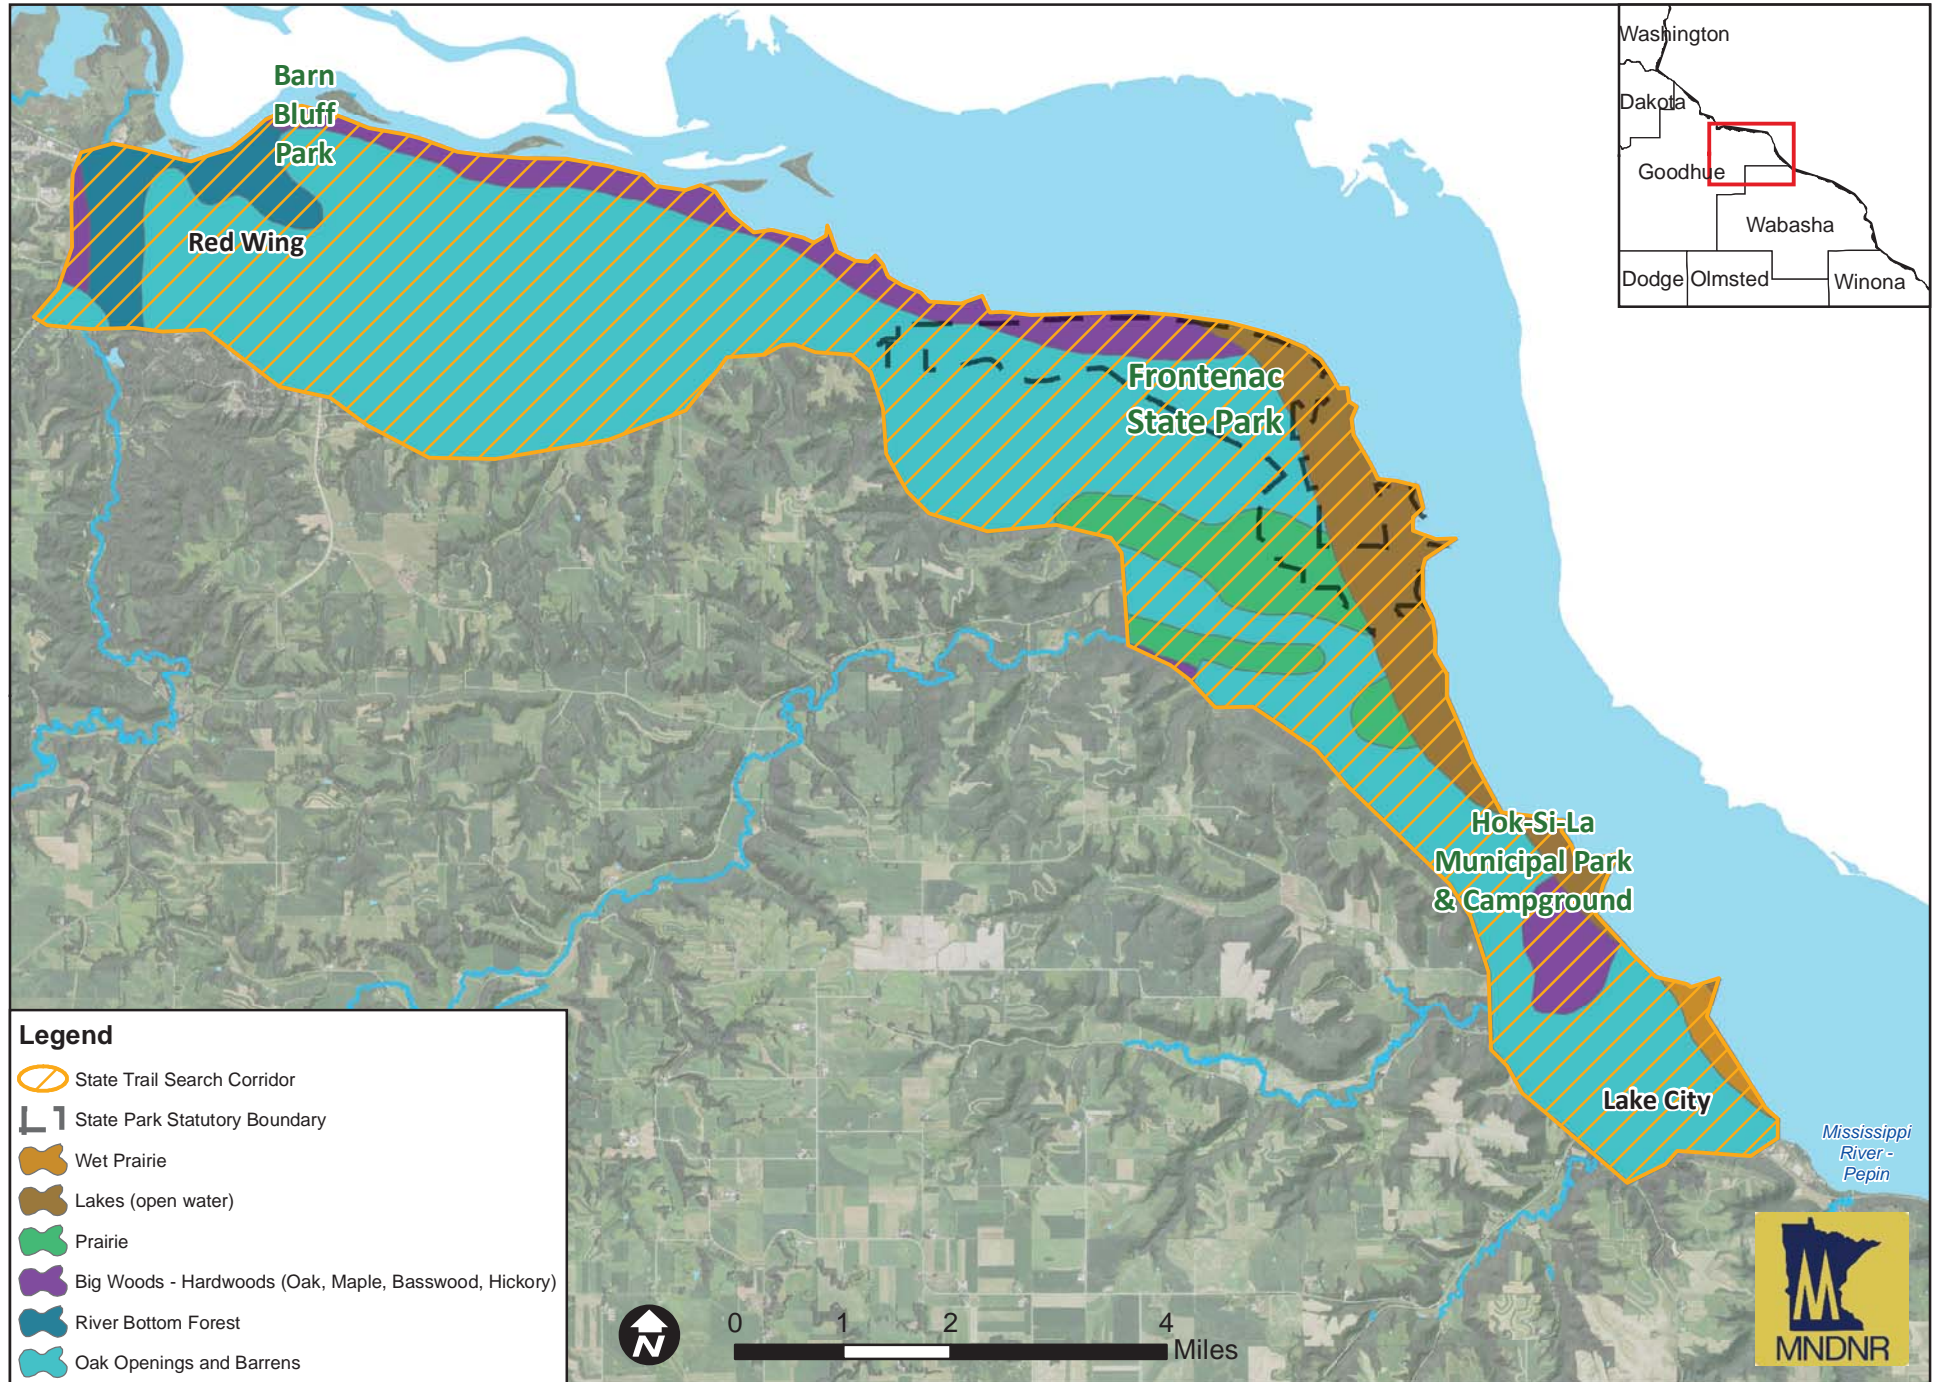 Barn
Bluff
Park
Red Wing
Frontenac
State Park
Hok-Si-La
Municipal Park
& Campground
Lake City
Mississippi
River -
Pepin
Washington
Dakota
Goodhue
Wabasha
Dodge
Olmsted
Winona
Legend
State Trail Search Corridor
State Park Statutory Boundary
Wet Prairie
Lakes (open water)
Prairie
Big Woods - Hardwoods (Oak, Maple, Basswood, Hickory)
River Bottom Forest
Oak Openings and Barrens
N
0 1 2 4
Miles
M
MNDNR